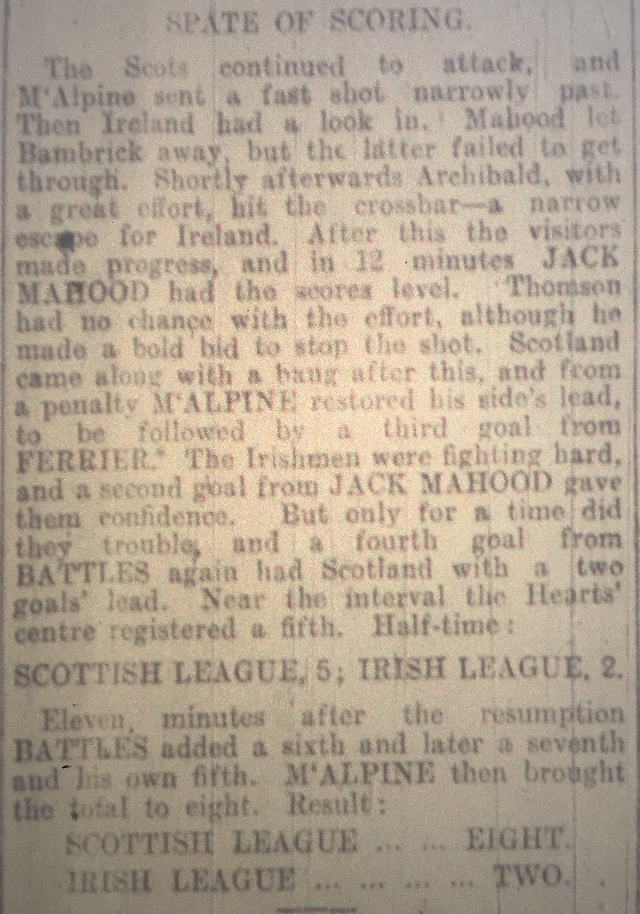 SPATE OF SCORING.
The Scots continued to attack, and
M'Alpine sent a fast shot narrowly past.
Then Ireland had a look in. Mahood let
Bambrick away, but the latter failed to get
through. Shortly afterwards Archibald, with
a great effort, hit the crossbar—a narrow
escape for Ireland. After this the visitors
made progress, and in 12 minutes JACK
MAHOOD had the scores level. Thomson
had no chance with the effort, although he
made a bold bid to stop the shot. Scotland
came along with a bang after this, and from
a penalty M'ALPINE restored his side's lead,
to be followed by a third goal from
FERRIER. The Irishmen were fighting hard,
and a second goal from JACK MAHOOD gave
them confidence. But only for a time did
they trouble, and a fourth goal from
BATTLES again had Scotland with a two
goals' lead. Near the interval the Hearts'
centre registered a fifth. Half-time:
SCOTTISH LEAGUE, 5; IRISH LEAGUE, 2.
Eleven minutes after the resumption
BATTLES added a sixth and later a seventh
and his own fifth. M'ALPINE then brought
the total to eight. Result:
SCOTTISH LEAGUE ... ... EIGHT.
IRISH LEAGUE ... ... ... ... TWO.